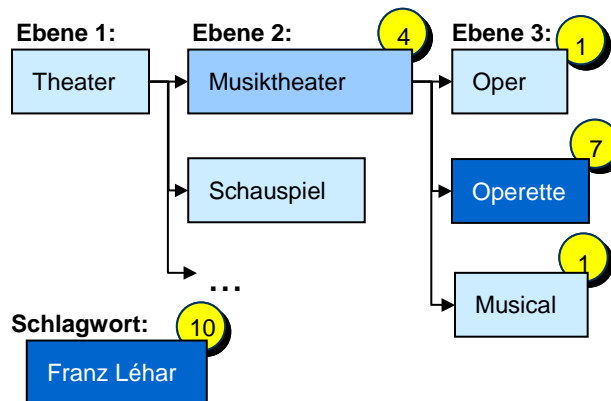 Ebene 1: Ebene 2: 4 Ebene 3: 1
Theater Musiktheater Oper
7
Schauspiel Operette
...
1
Musical
Schlagwort: 10
Franz Léhar